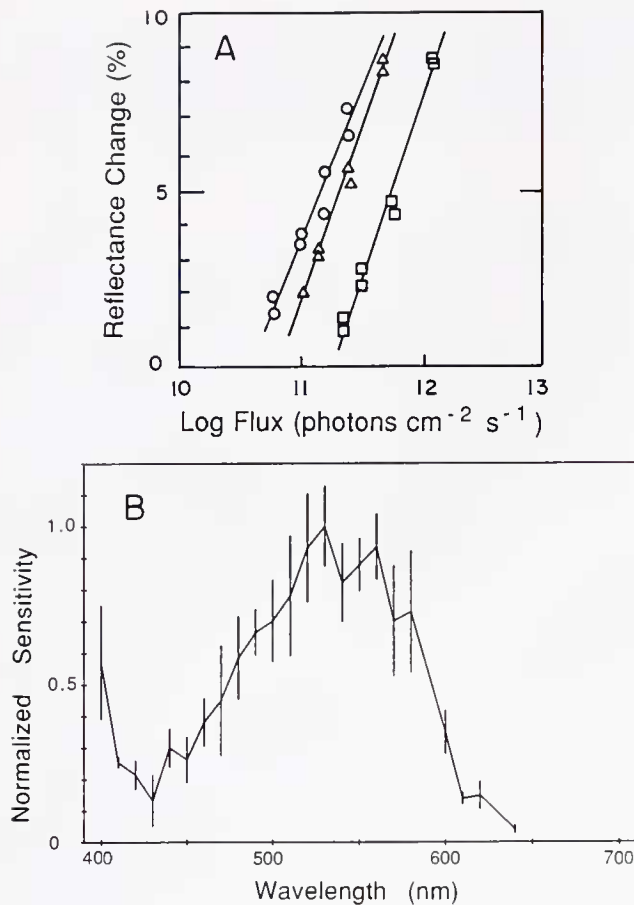 A
Reflectance Change (%)
10
5
0
10 11 12 13
Log Flux (photons cm⁻² s⁻¹)
B
Normalized Sensitivity
1.0
0.5
0
400 500 600 700
Wavelength (nm)